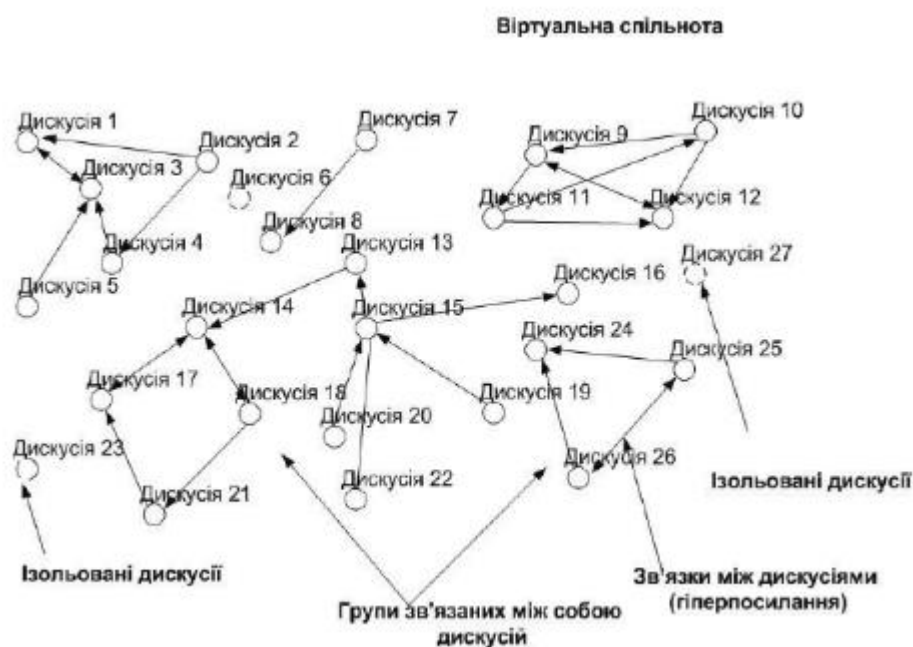 Віртуальна спільнота
Дискусія 1
Дискусія 2
Дискусія 7
Дискусія 9
Дискусія 10
Дискусія 3
Дискусія 6
Дискусія 11
Дискусія 12
Дискусія 4
Дискусія 8
Дискусія 13
Дискусія 5
Дискусія 16
Дискусія 27
Дискусія 14
Дискусія 15
Дискусія 24
Дискусія 25
Дискусія 17
Дискусія 18
Дискусія 20
Дискусія 19
Дискусія 23
Дискусія 21
Дискусія 22
Дискусія 26
Ізольовані дискусії
Ізольовані дискусії
Зв'язки між дискусіями
(гіперпосилання)
Групи зв'язаних між собою
дискусій